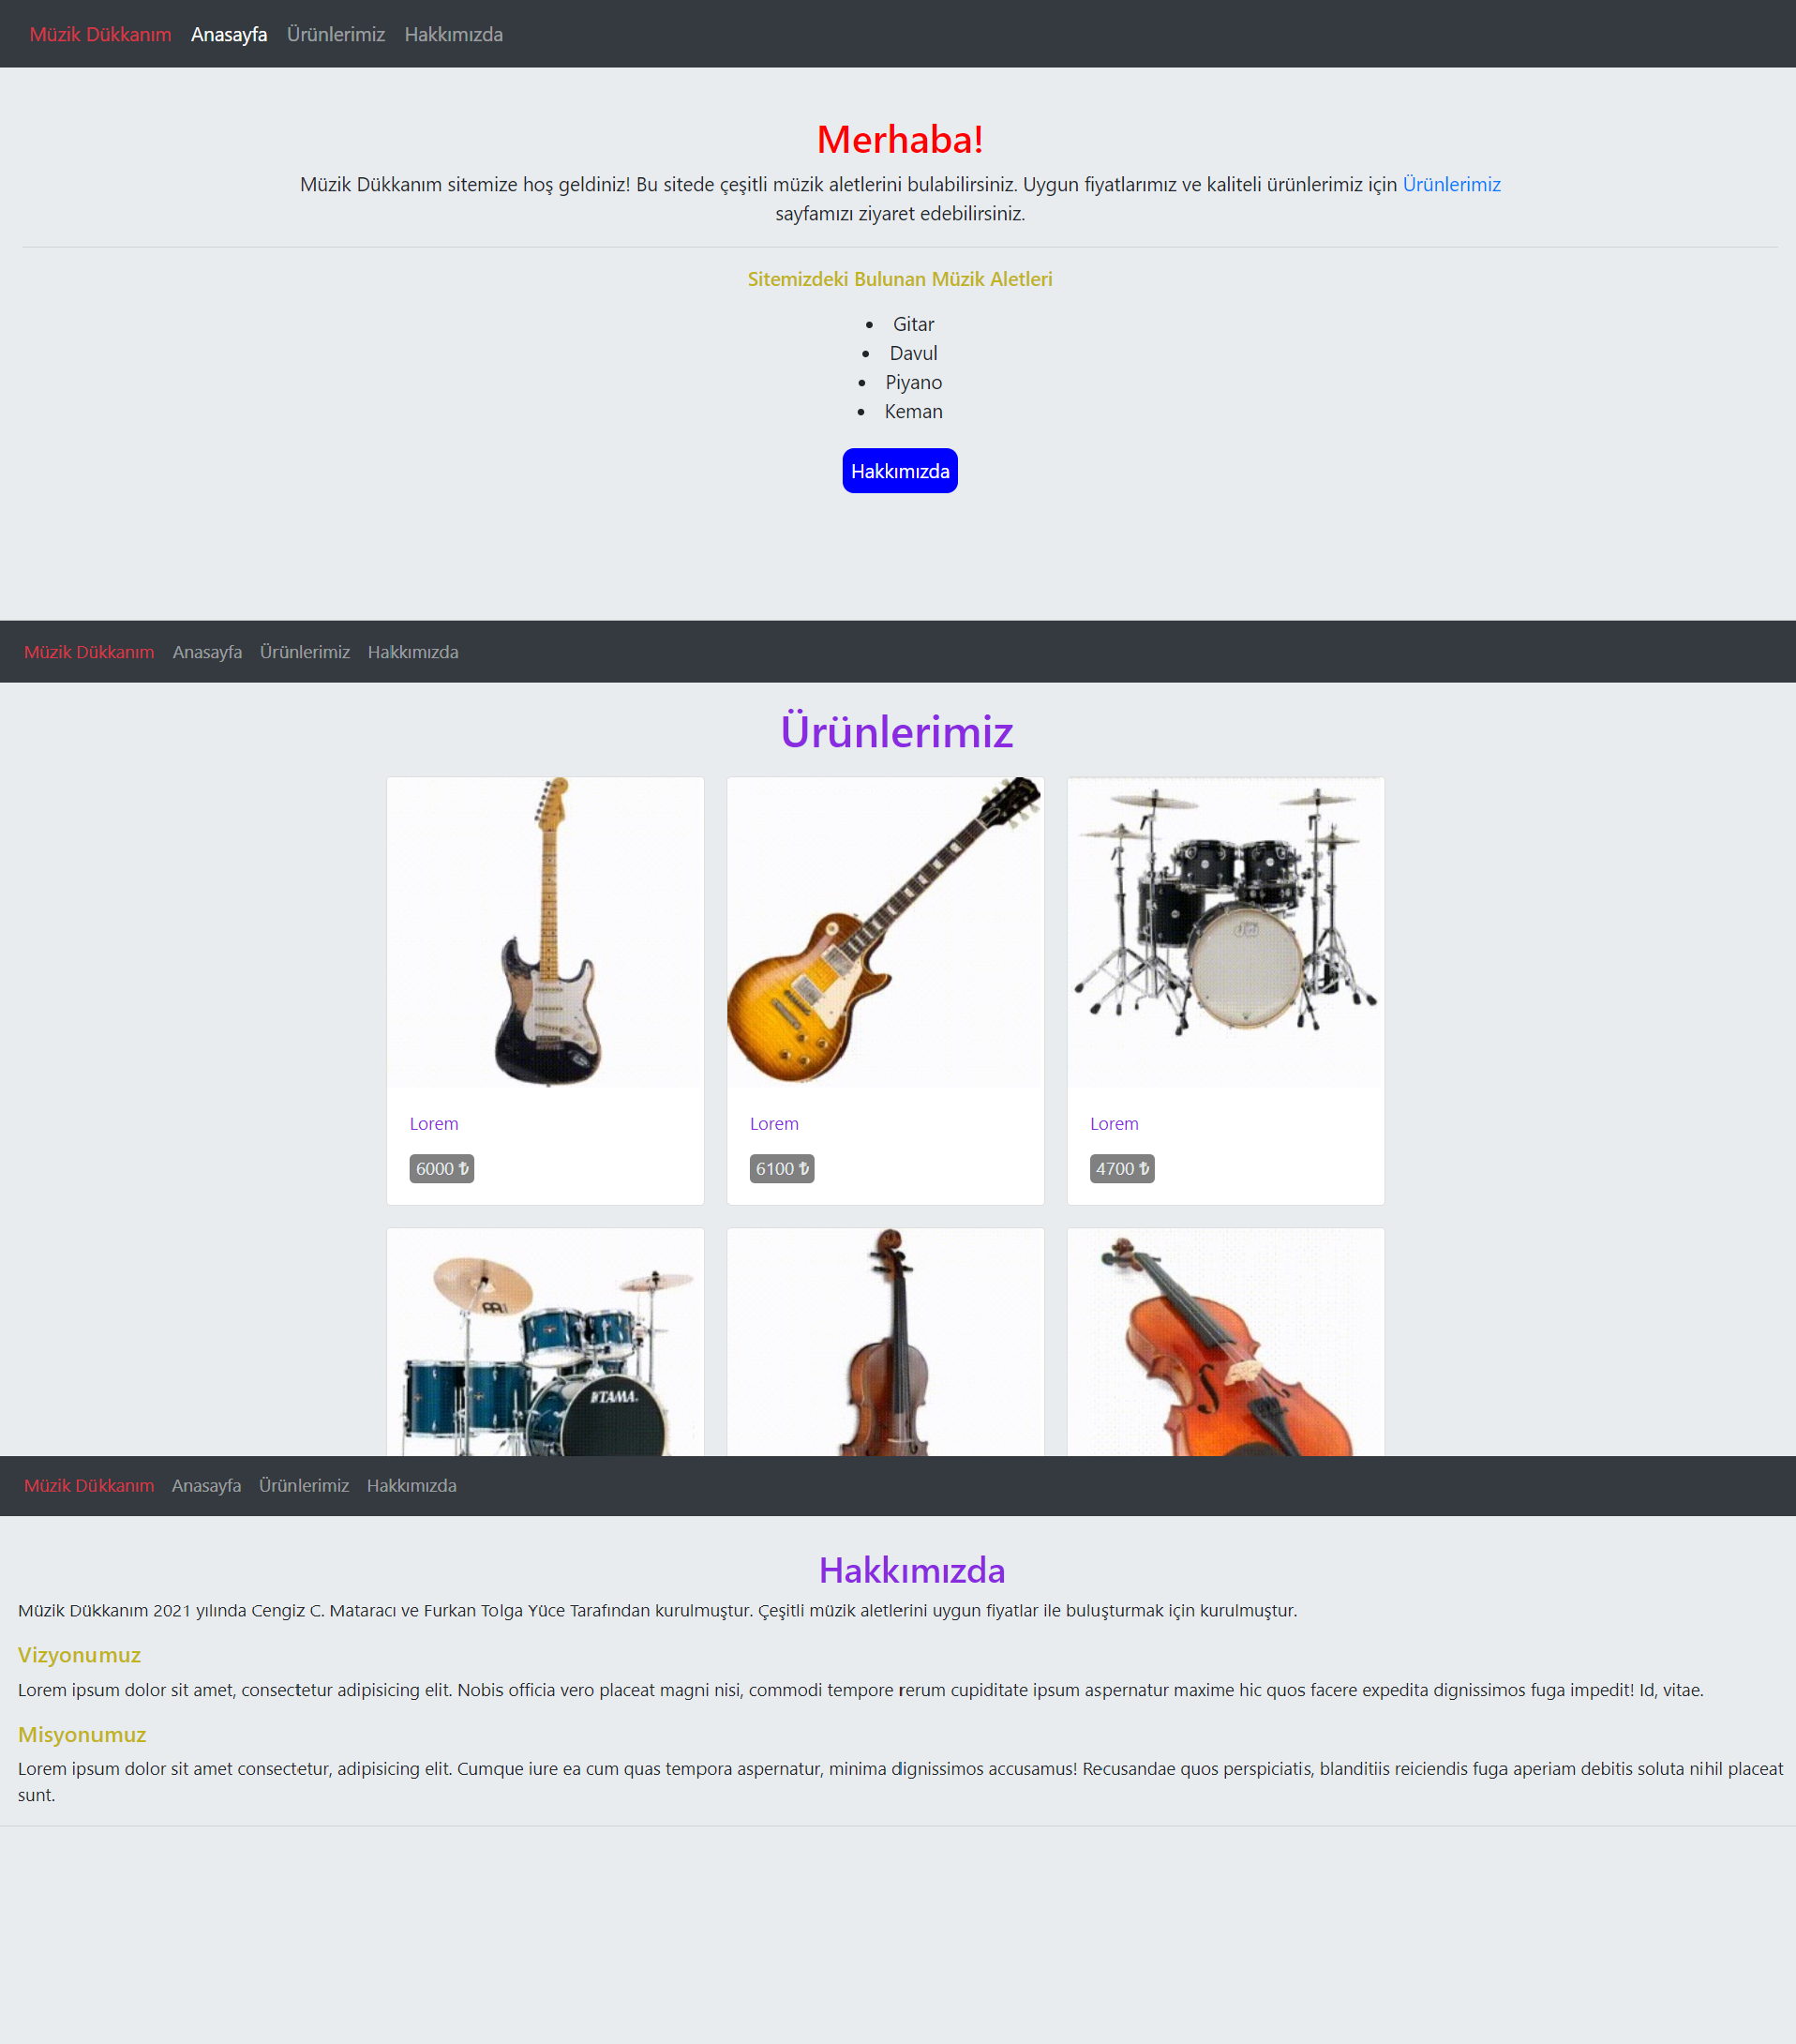 Müzik Dükkanım Anasayfa Ürünlerimiz Hakkımızda
Merhaba!
Müzik Dükkanım sitemize hoş geldiniz! Bu sitede çeşitli müzik aletlerini bulabilirsiniz. Uygun fiyatlarımız ve kaliteli ürünlerimiz için Ürünlerimiz
sayfamızı ziyaret edebilirsiniz.
Sitemizdeki Bulunan Müzik Aletleri
• Gitar
• Davul
• Piyano
• Keman
Hakkımızda
Müzik Dükkanım Anasayfa Ürünlerimiz Hakkımızda
Ürünlerimiz
Lorem Lorem Lorem
6000 ₺ 6100 ₺ 4700 ₺
TAMA
Müzik Dükkanım Anasayfa Ürünlerimiz Hakkımızda
Hakkımızda
Müzik Dükkanım 2021 yılında Cengiz C. Mataracı ve Furkan Tolga Yüce Tarafından kurulmuştur. Çeşitli müzik aletlerini uygun fiyatlar ile buluşturmak için kurulmuştur.
Vizyonumuz
Lorem ipsum dolor sit amet, consectetur adipisicing elit. Nobis officia vero placeat magni nisi, commodi tempore rerum cupiditate ipsum aspernatur maxime hic quos facere expedita dignissimos fuga impedit! Id, vitae.
Misyonumuz
Lorem ipsum dolor sit amet consectetur, adipisicing elit. Cumque iure ea cum quas tempora aspernatur, minima dignissimos accusamus! Recusandae quos perspiciatis, blanditiis reiciendis fuga aperiam debitis soluta nihil placeat
sunt.